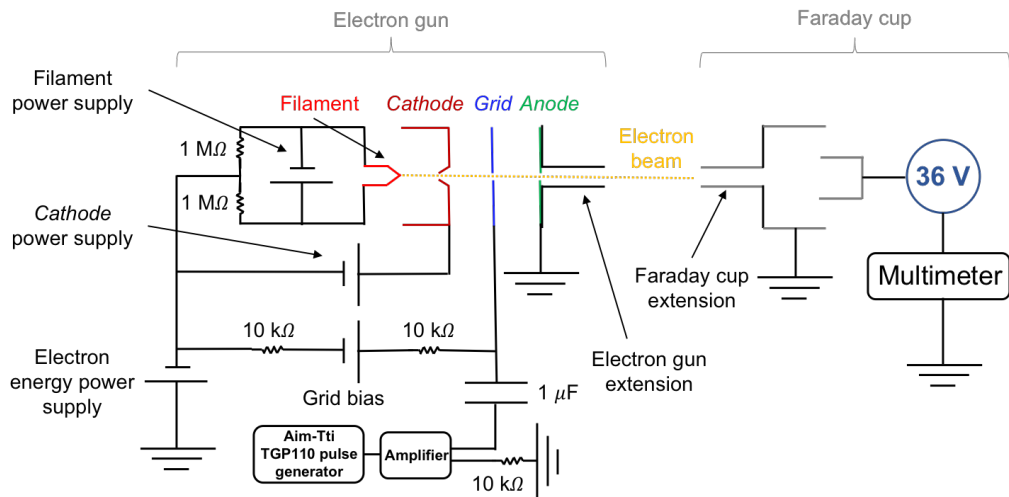 Electron gun
Faraday cup
Filament
power supply
Filament
Cathode
Grid
Anode
Electron
beam
1 MΩ
1 MΩ
36 V
Cathode
power supply
Multimeter
Faraday cup
extension
10 kΩ
10 kΩ
Electron
energy power
supply
Grid bias
Electron gun
extension
1 μF
Aim-Tti
TGP110 pulse
generator
Amplifier
10 kΩ